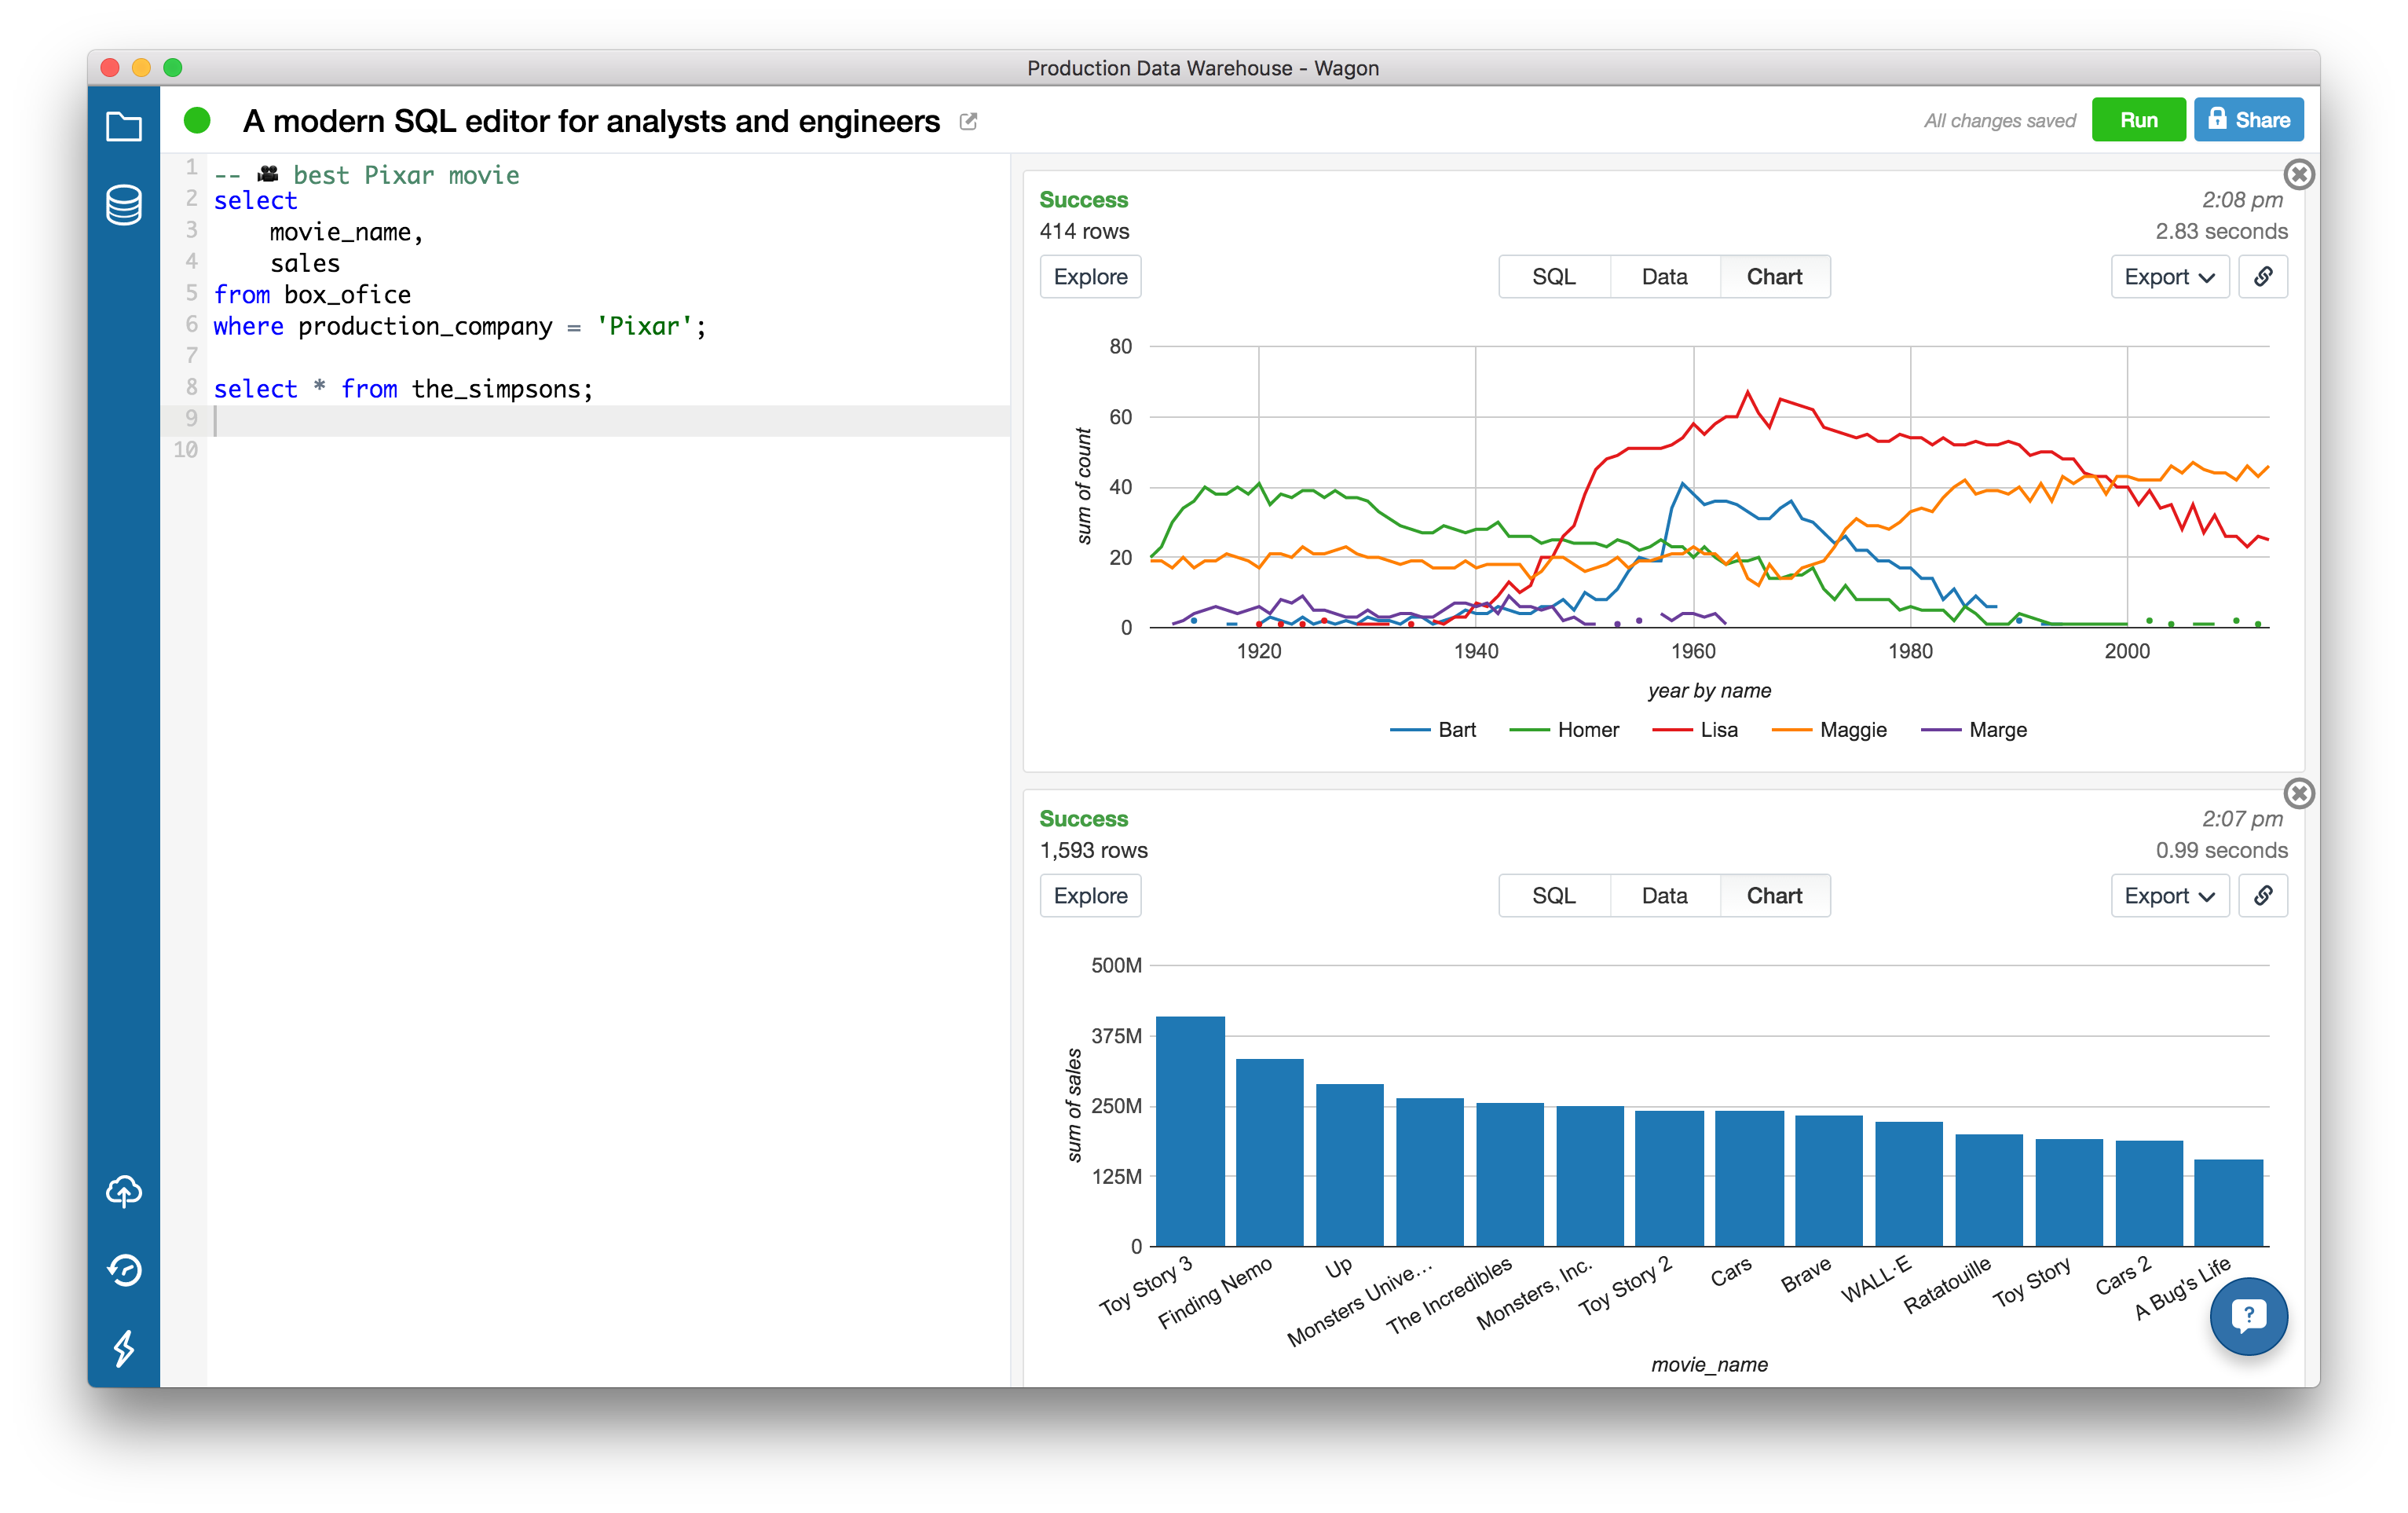 Production Data Warehouse - Wagon
A modern SQL editor for analysts and engineers
All changes saved
Run
Share
1 -- best Pixar movie
2 select
3 movie_name,
4 sales
5 from box_ofice
6 where production_company = 'Pixar';
7
8 select * from the_simpsons;
9
10
Success
2:08 pm
414 rows
2.83 seconds
Explore
SQL
Data
Chart
Export
80
60
40
20
0
sum of count
1920
1940
1960
1980
2000
year by name
Bart
Homer
Lisa
Maggie
Marge
Success
2:07 pm
1,593 rows
0.99 seconds
Explore
SQL
Data
Chart
Export
500M
375M
250M
125M
0
sum of sales
Toy Story 3
Finding Nemo
Up
Monsters Unive...
The Incredibles
Monsters, Inc.
Toy Story 2
Cars
Brave
WALL·E
Ratatouille
Toy Story
Cars 2
A Bug's Life
movie_name
?